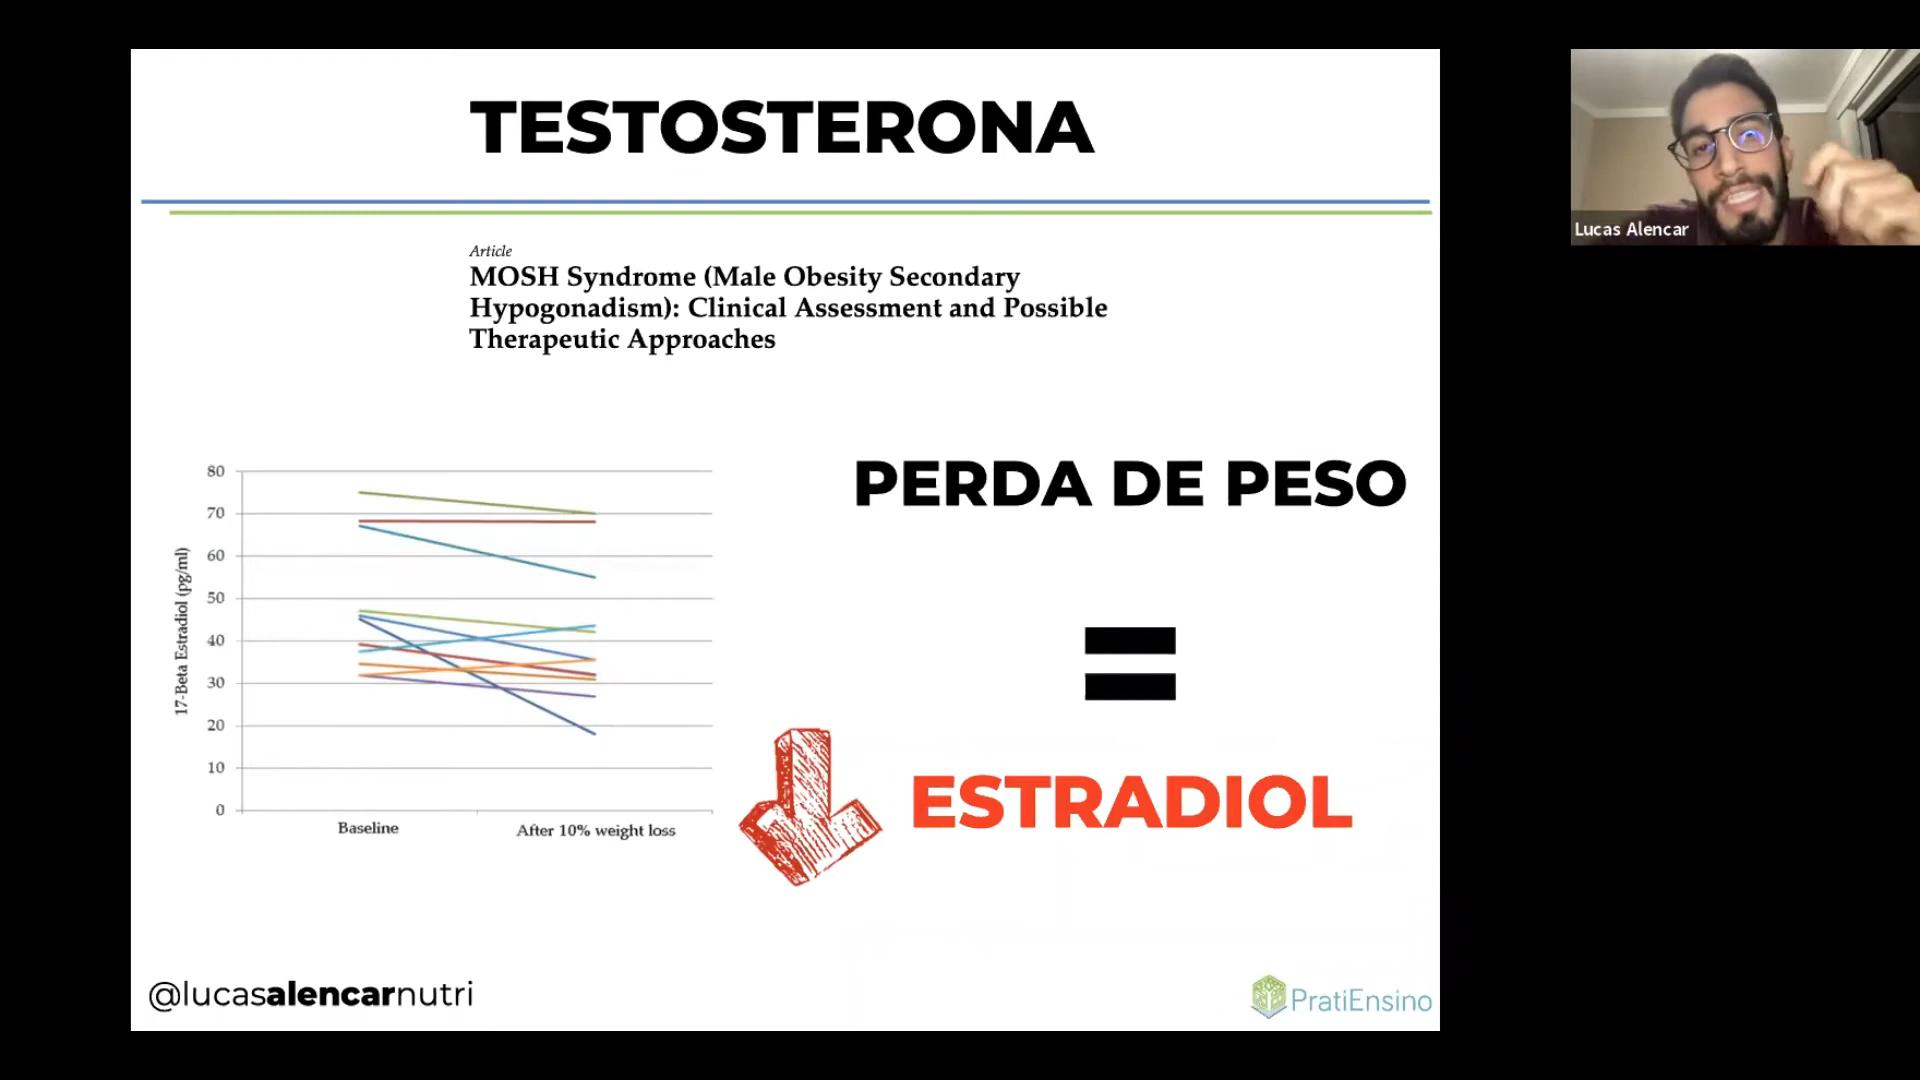 TESTOSTERONA
Article
MOSH Syndrome (Male Obesity Secondary
Hypogonadism): Clinical Assessment and Possible
Therapeutic Approaches
17-Beta Estradiol (pg/ml)
80
70
60
50
40
30
20
10
0
Baseline
After 10% weight loss
PERDA DE PESO
=
ESTRADIOL
@lucasalencarnutri
PratiEnsino
Lucas Alencar